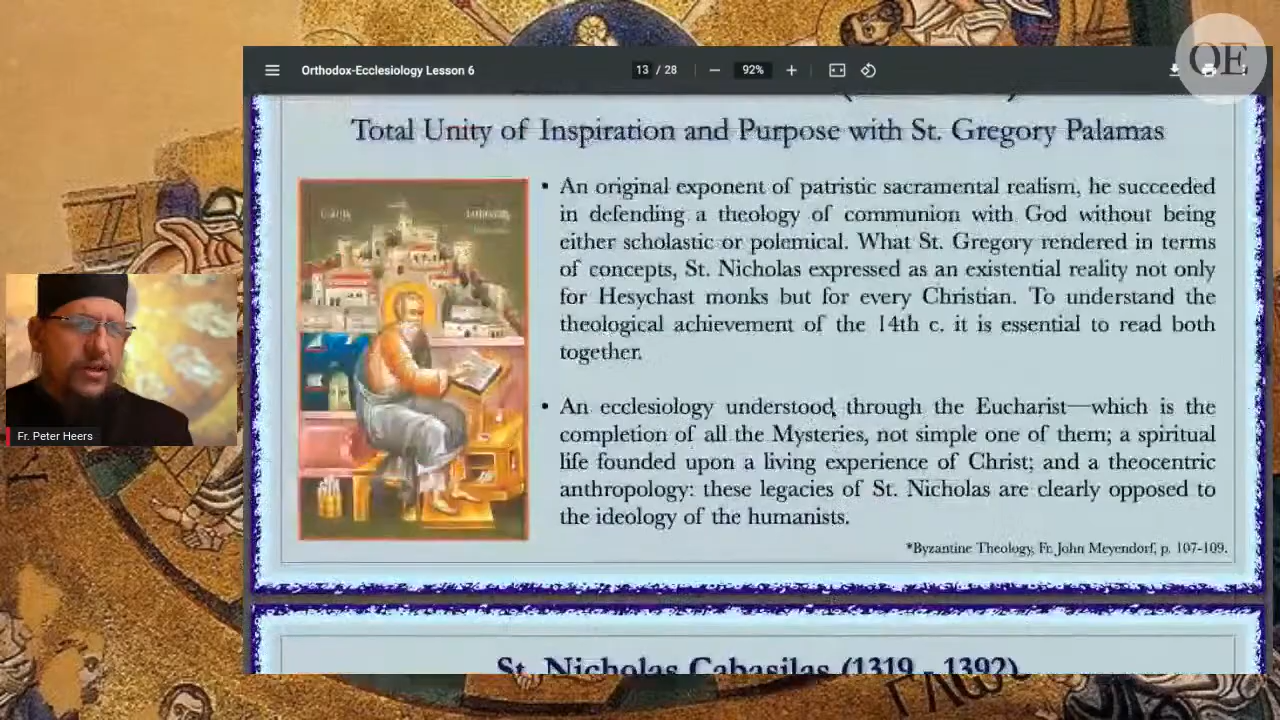 OE
Orthodox-Ecclesiology Lesson 6
13 / 28
92%
Total Unity of Inspiration and Purpose with St. Gregory Palamas
• An original exponent of patristic sacramental realism, he succeeded
in defending a theology of communion with God without being
either scholastic or polemical. What St. Gregory rendered in terms
of concepts, St. Nicholas expressed as an existential reality not only
for Hesychast monks but for every Christian. To understand the
theological achievement of the 14th c. it is essential to read both
together.
• An ecclesiology understood, through the Eucharist—which is the
completion of all the Mysteries, not simple one of them; a spiritual
life founded upon a living experience of Christ; and a theocentric
anthropology: these legacies of St. Nicholas are clearly opposed to
the ideology of the humanists.
*Byzantine Theology, Fr. John Meyendorf, p. 107-109.
Fr. Peter Heers
St. Nicholas Cabasilas (1319 - 1392)